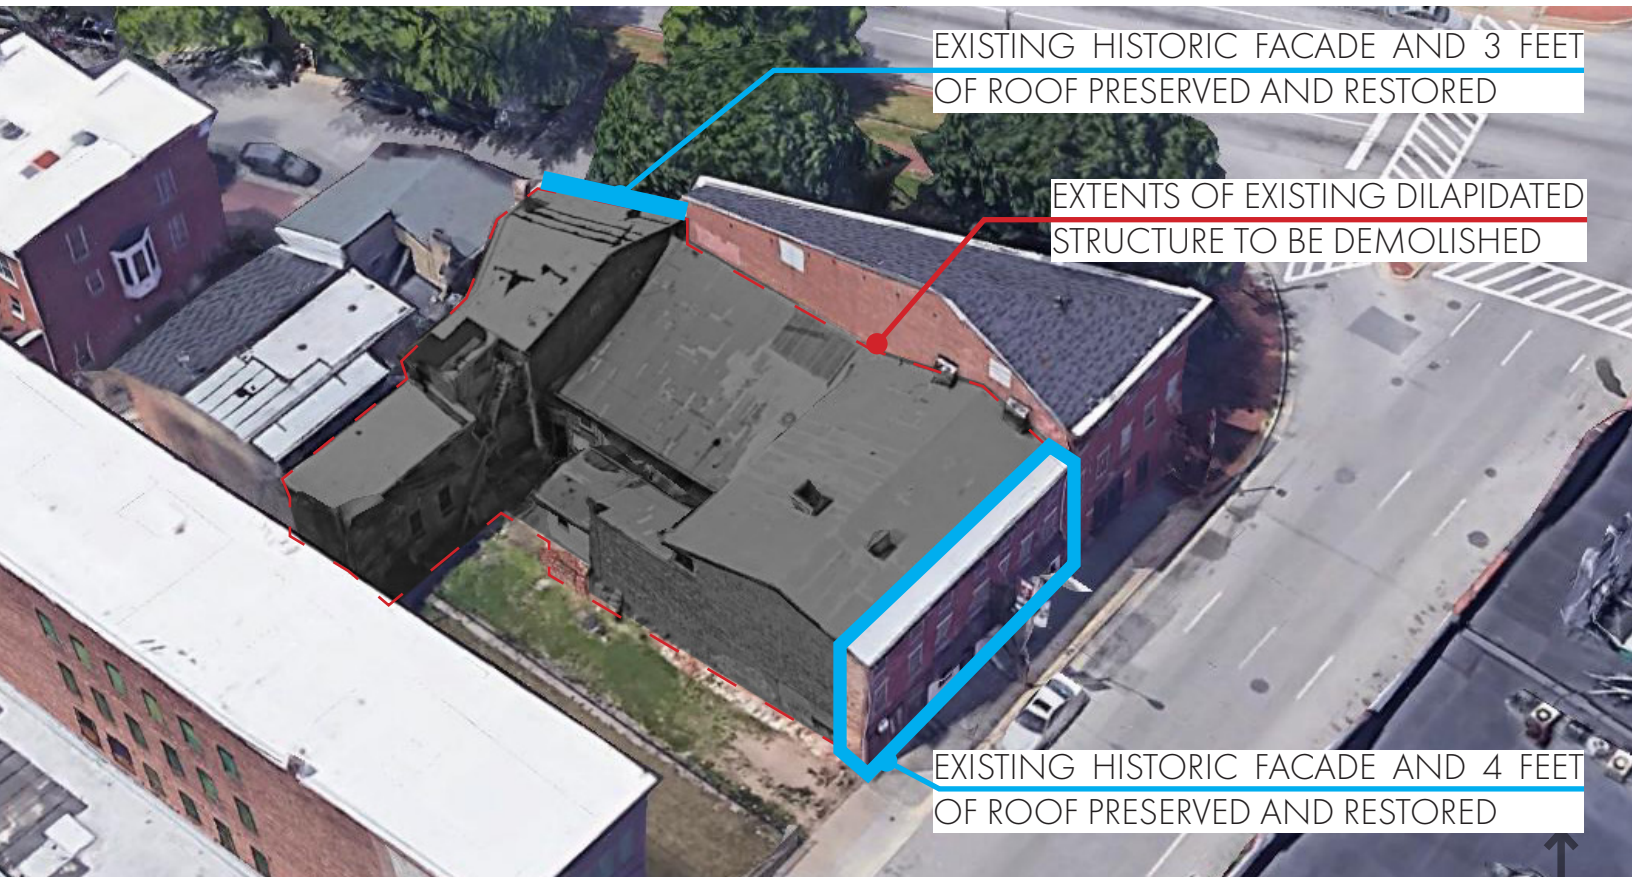 EXISTING HISTORIC FACADE AND 3 FEET
OF ROOF PRESERVED AND RESTORED
EXTENTS OF EXISTING DILAPIDATED
STRUCTURE TO BE DEMOLISHED
EXISTING HISTORIC FACADE AND 4 FEET
OF ROOF PRESERVED AND RESTORED